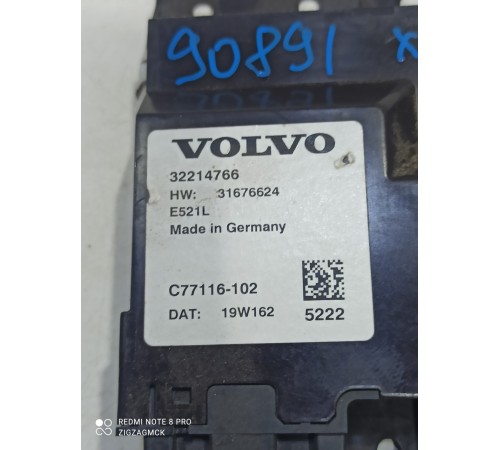 90891 x
VOLVO
32214766
HW: 31676624
E521L
Made in Germany
C77116-102
DAT: 19W162 5222
REDMI NOTE 8 PRO
ZIGZAGMCK